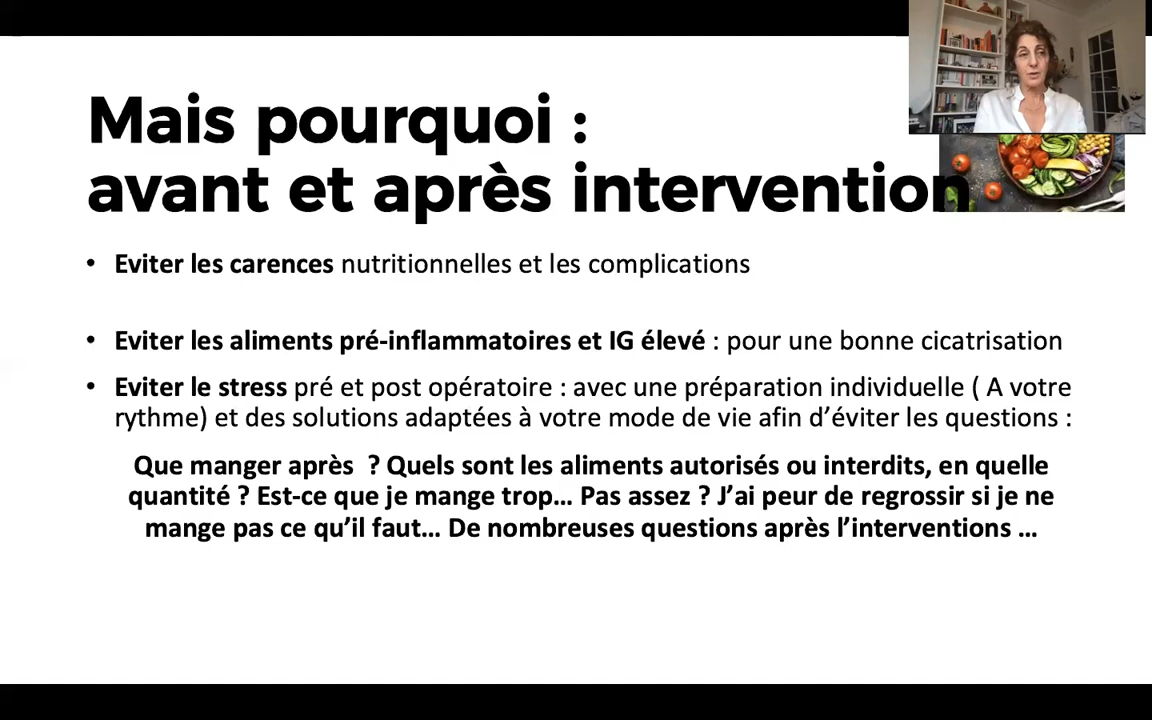 Mais pourquoi :
avant et après intervention
• Eviter les carences nutritionnelles et les complications
• Eviter les aliments pré-inflammatoires et IG élevé : pour une bonne cicatrisation
• Eviter le stress pré et post opératoire : avec une préparation individuelle ( A votre
rythme) et des solutions adaptées à votre mode de vie afin d’éviter les questions :
Que manger après  ? Quels sont les aliments autorisés ou interdits, en quelle
quantité ? Est-ce que je mange trop… Pas assez ? J’ai peur de regrossir si je ne
mange pas ce qu’il faut… De nombreuses questions après l’interventions …